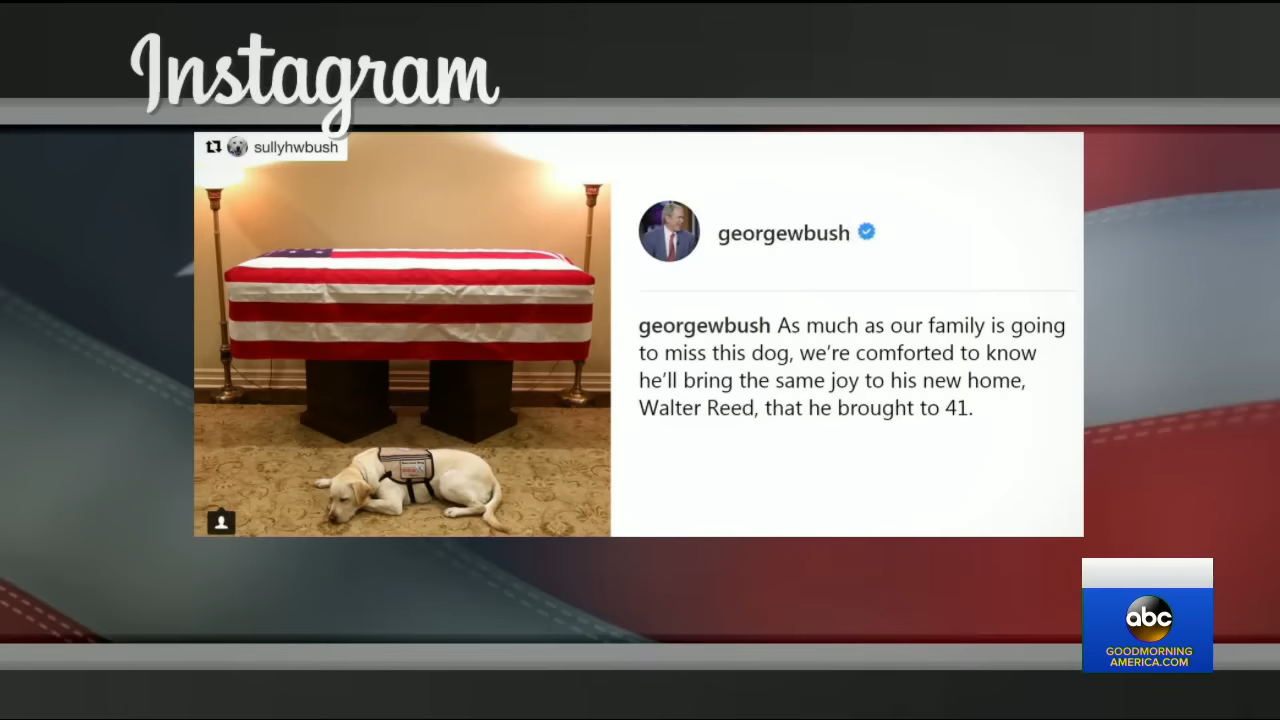 Instagram
sullyhwbush
georgewbush
georgewbush As much as our family is going
to miss this dog, we’re comforted to know
he’ll bring the same joy to his new home,
Walter Reed, that he brought to 41.
abc
GOODMORNING
AMERICA.COM